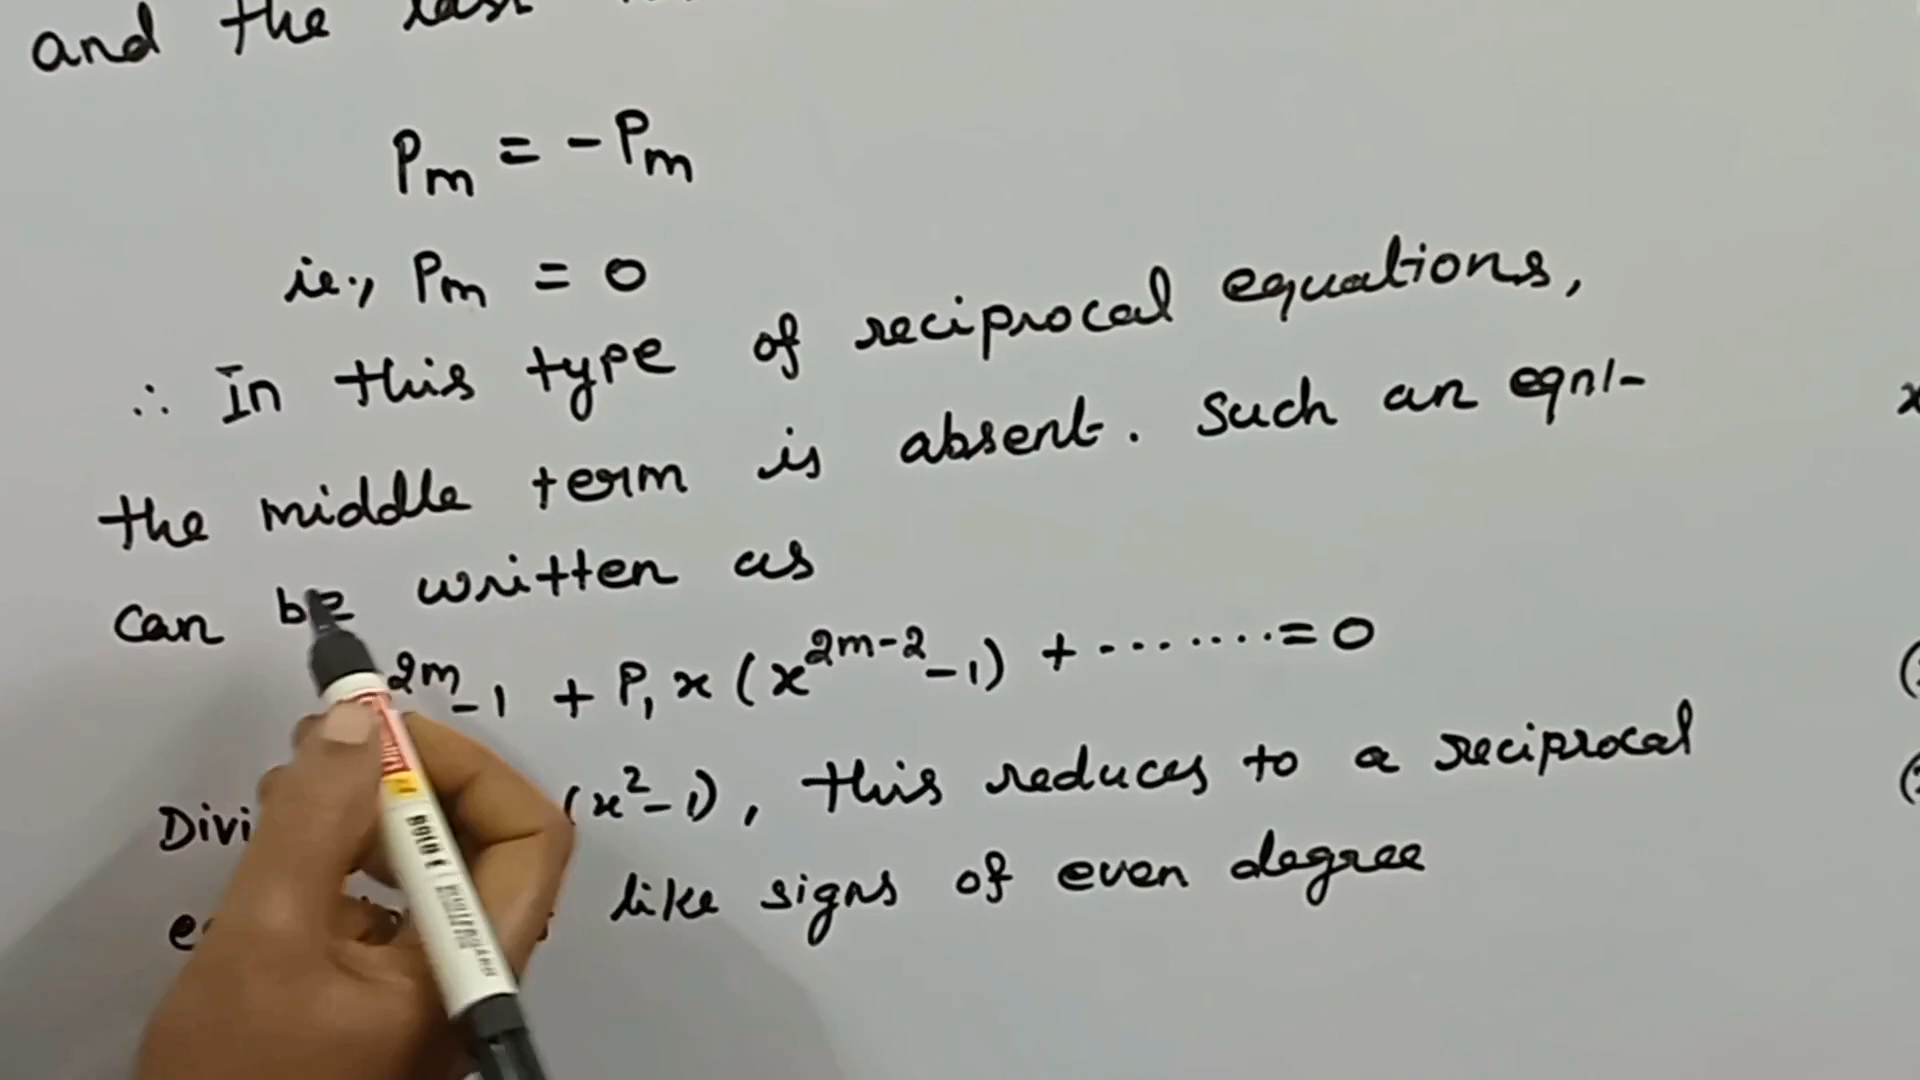 and the last
Pm = -Pm
ie., Pm = 0
∴ In this type of reciprocal equations,
the middle term is absent. Such an eqnl-
can be written as
2m - 1 + P₁x (x^2m-2 - 1) + ........ = 0
(x² - 1), this reduces to a reciprocal
like signs of even degree